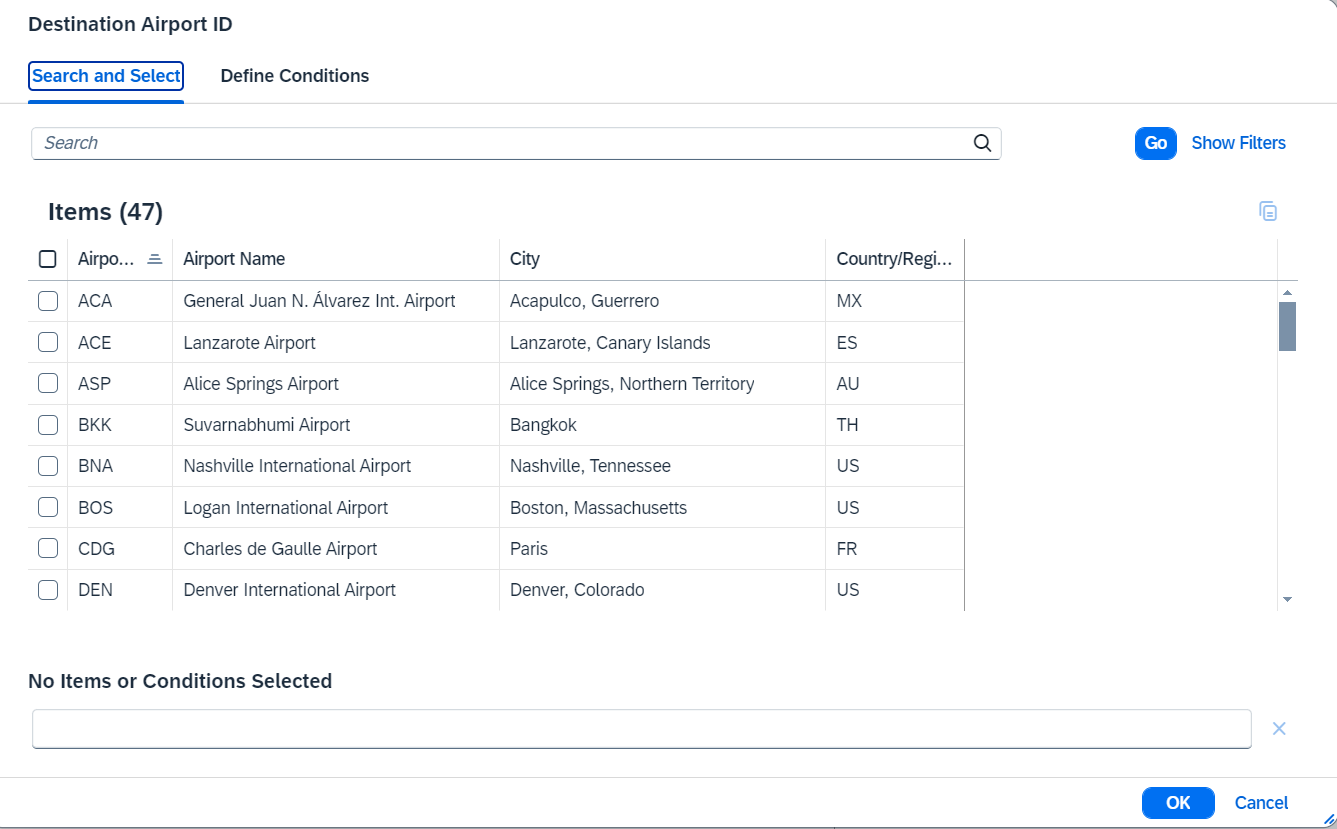 Destination Airport ID
Search and Select Define Conditions
Search Go Show Filters
Items (47)
Airpo... Airport Name City Country/Regi...
ACA General Juan N. Álvarez Int. Airport Acapulco, Guerrero MX
ACE Lanzarote Airport Lanzarote, Canary Islands ES
ASP Alice Springs Airport Alice Springs, Northern Territory AU
BKK Suvarnabhumi Airport Bangkok TH
BNA Nashville International Airport Nashville, Tennessee US
BOS Logan International Airport Boston, Massachusetts US
CDG Charles de Gaulle Airport Paris FR
DEN Denver International Airport Denver, Colorado US
No Items or Conditions Selected
OK Cancel